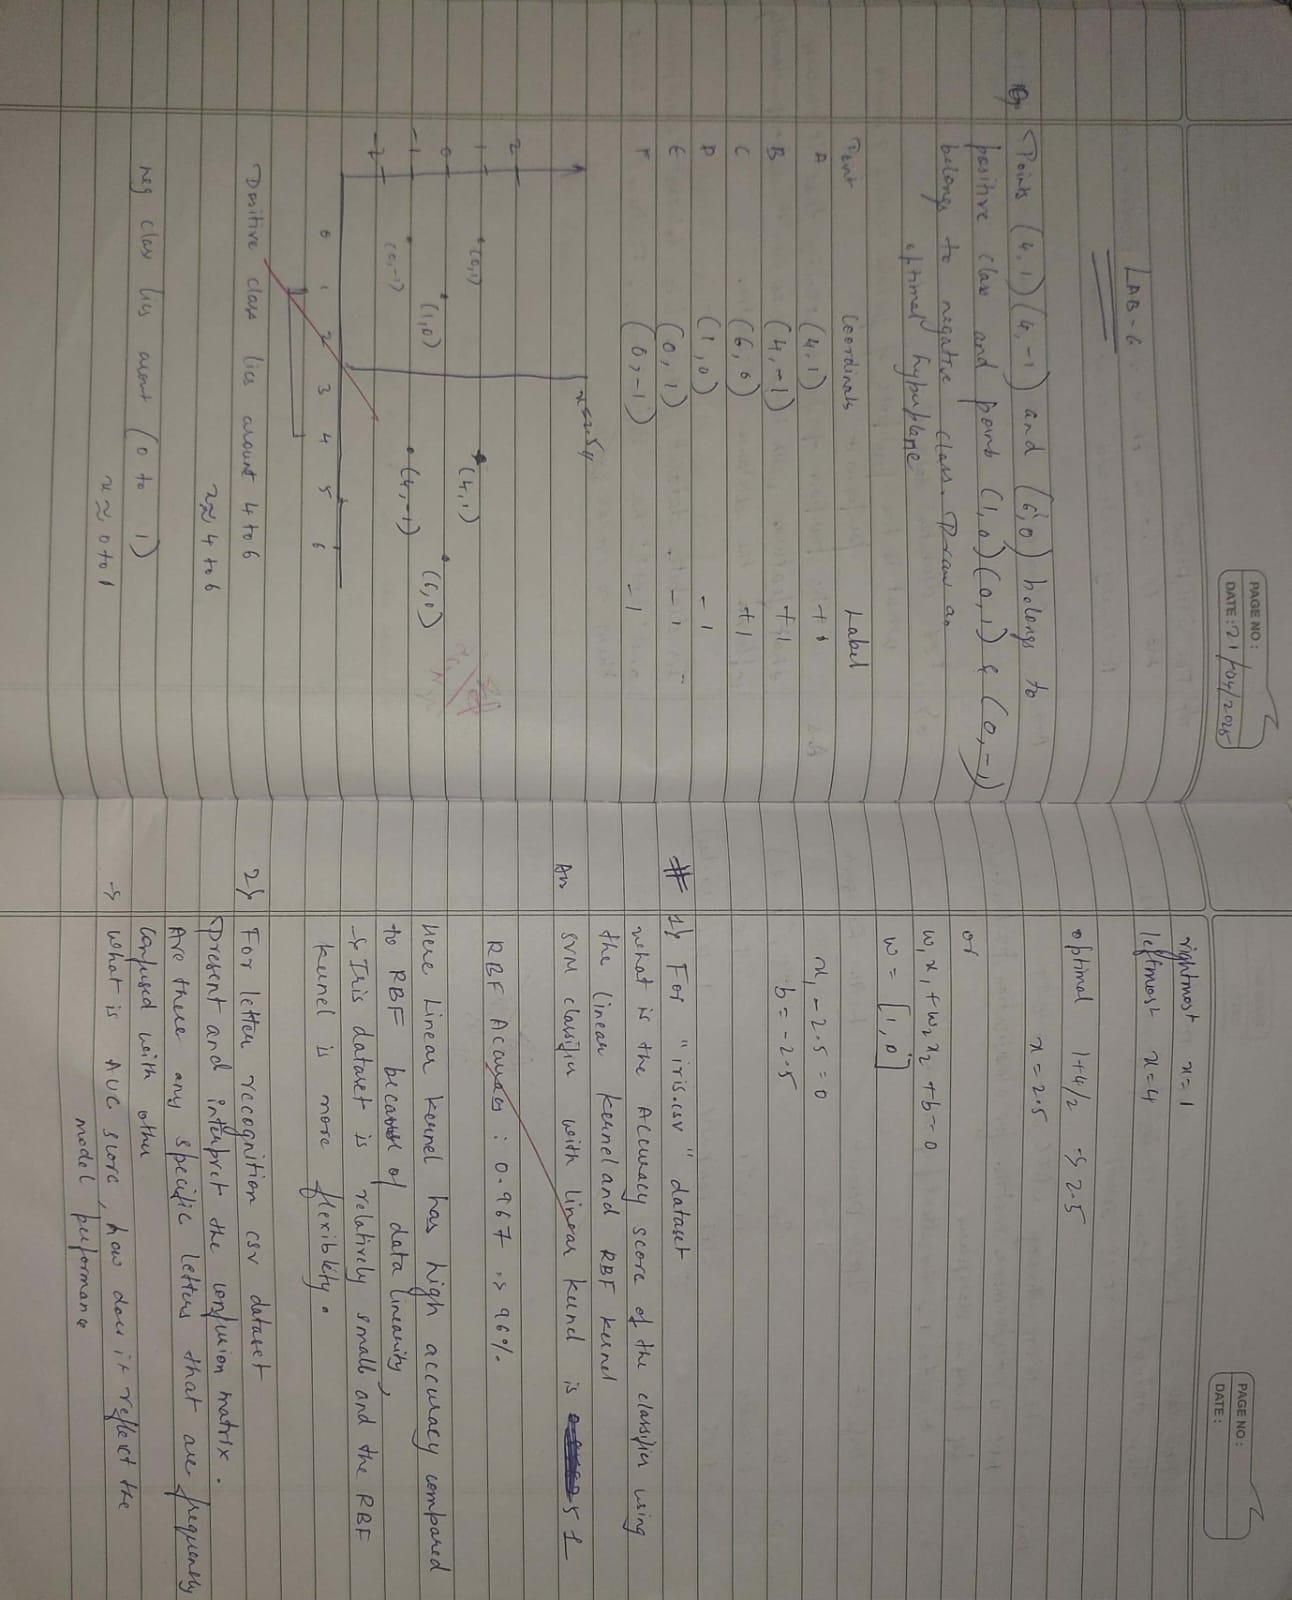 PAGE NO:
DATE: 21/04/2025
LAB-6
Q) Points (4,1) (4,-1) and (6,0) belongs to
positive class and points (1,0) (0,1) & (0,-1)
belongs to negative class. Draw an
optimal hyperplane
Point Coordinates Label
A (4,1) +1
B (4,-1) +1
C (6,0) +1
D (1,0) -1
E (0,1) -1
F (0,-1) -1
2
1 (0,1) (4,1)
0 (1,0) (6,0)
-1 (0,-1) (4,-1)
-2
0 1 2 3 4 5 6
Positive class lies arount 4 to 6
x ≈ 4 to 6
neg class lies arount (0 to 1)
x ≈ 0 to 1
PAGE NO:
DATE:
rightmost x = 1
leftmost x = 4
optimal 1+4/2 → 2.5
x = 2.5
or
w₁x₁ + w₂x₂ + b = 0
w = [1, 0]
x₁ - 2.5 = 0
b = -2.5
# 1) For "iris.csv" dataset
what is the Accuracy score of the classifier using
the linear kernel and RBF kernel
An SVM classifier with linear kernel is 1
RBF Accuracy : 0.967 => 96%.
Here Linear kernel has high accuracy compared
to RBF because of data linearity,
→ Iris dataset is relatively small and the RBF
kernel is more flexiblity.
2) For letter recognition csv dataset
Present and interpret the confusion matrix.
Are there any specific letters that are frequently
confused with other
→ what is AUC score, how does it reflect the
model performance